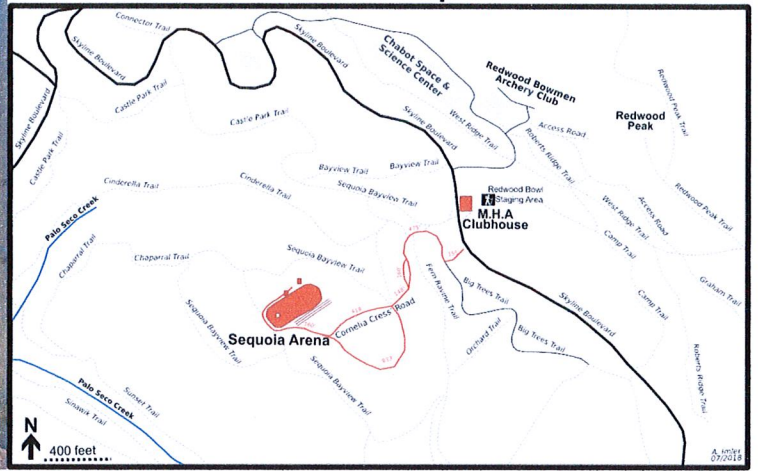 Connector Trail
Skyline Boulevard
Skyline Boulevard
Chabot Space &
Science Center
Redwood Bowmen
Archery Club
Redwood Peak Trail
Skyline Boulevard
Castle Park Trail
Castle Park Trail
Skyline Boulevard
West Ridge Trail
Access Road
Redwood
Peak
Castle Park Trail
Roberts Ridge Trail
Bayview Trail
Bayview Trail
Cinderella Trail
Cinderella Trail
Sequoia Bayview Trail
Redwood Bowl
Staging Area
M.H.A
Clubhouse
West Ridge Trail
Access Road
Redwood Peak Trail
Palo Seco Creek
Camp Trail
Chaparral Trail
Chaparral Trail
Sequoia Bayview Trail
Fern Ravine Trail
Big Trees Trail
Skyline Boulevard
Camp Trail
Graham Trail
Sequoia Bayview Trail
Cornelia Cress Road
Sequoia Arena
Orchard Trail
Big Trees Trail
Sequoia Bayview Trail
Roberts Ridge Trail
Palo Seco Creek
Sunset Trail
Sinawik Trail
N
400 feet
A. Imler
07/2018